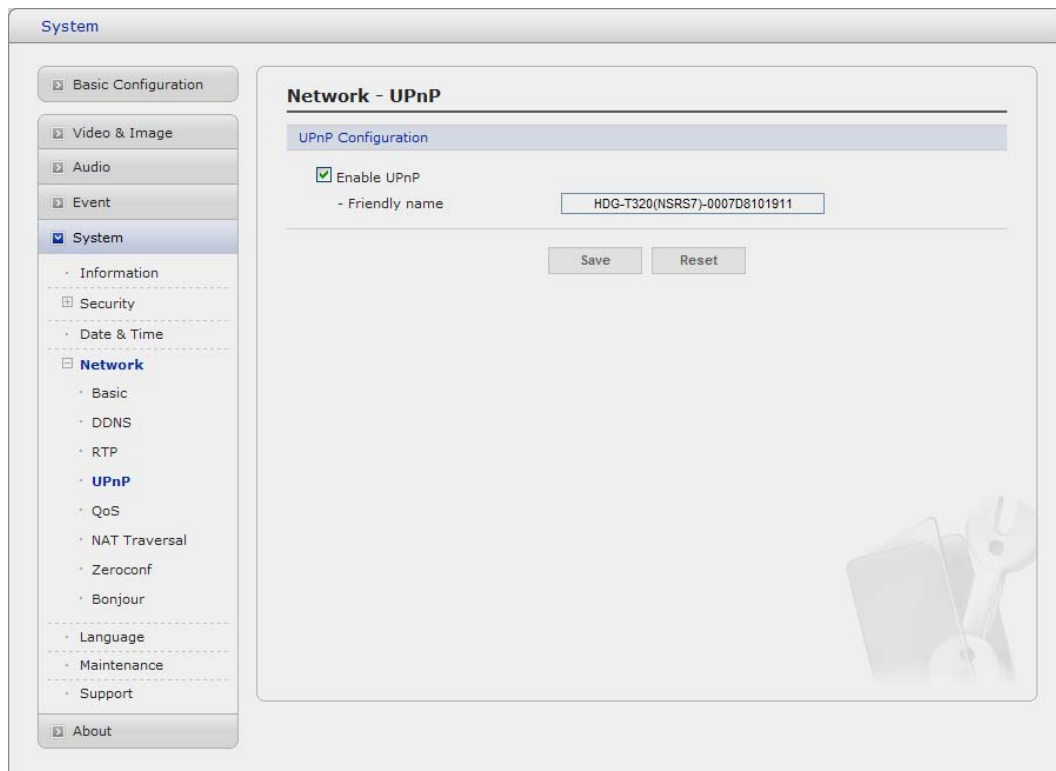 System
Basic Configuration
Video & Image
Audio
Event
System
Information
Security
Date & Time
Network
Basic
DDNS
RTP
UPnP
QoS
NAT Traversal
Zeroconf
Bonjour
Language
Maintenance
Support
About
Network - UPnP
UPnP Configuration
Enable UPnP
- Friendly name HDG-T320(NSRS7)-0007D8101911
Save Reset